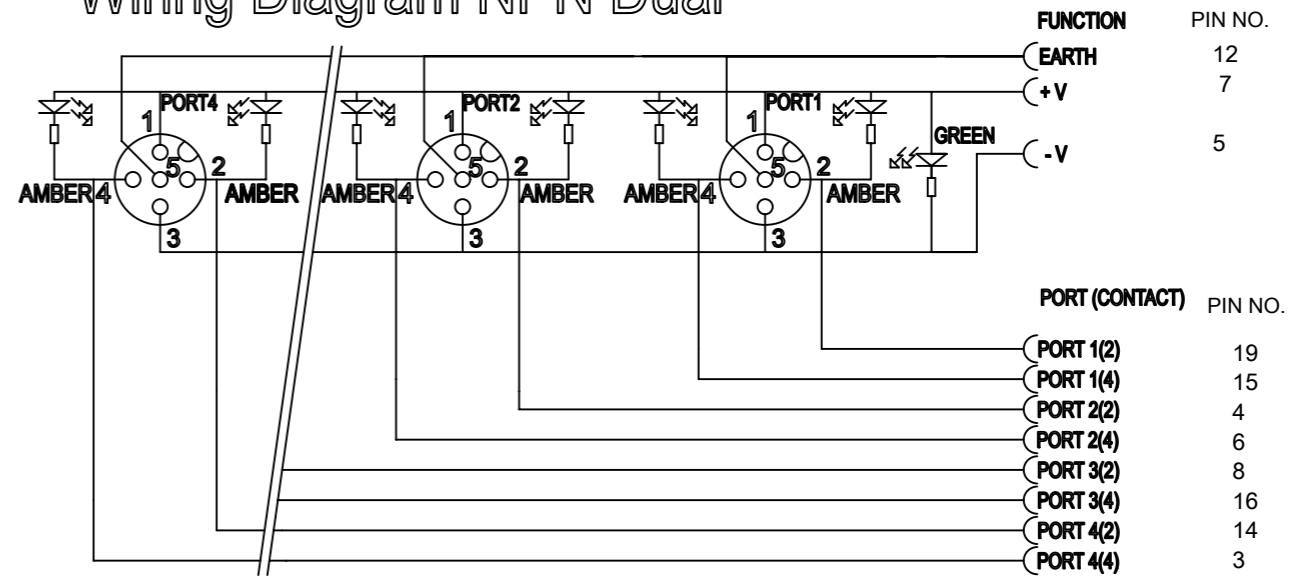 Wiring Diagram NPN Dual
FUNCTION PIN NO.
EARTH 12
+ V 7
- V 5
PORT4 PORT2 PORT1
1 1 1
GREEN
5 2 5 2 5 2
AMBER 4 AMBER AMBER 4 AMBER AMBER 4 AMBER
3 3 3
PORT (CONTACT) PIN NO.
PORT 1(2) 19
PORT 1(4) 15
PORT 2(2) 4
PORT 2(4) 6
PORT 3(2) 8
PORT 3(4) 16
PORT 4(2) 14
PORT 4(4) 3